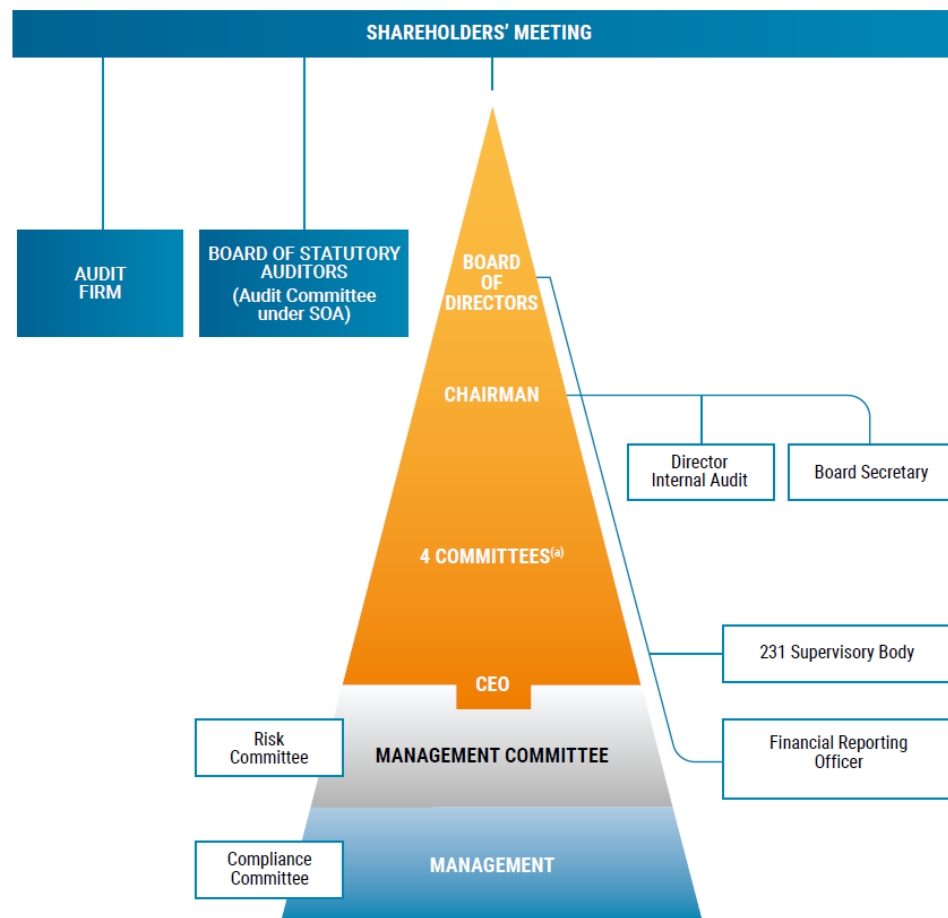 SHAREHOLDERS’ MEETING
AUDIT
FIRM
BOARD OF STATUTORY
AUDITORS
(Audit Committee
under SOA)
BOARD
OF
DIRECTORS
CHAIRMAN
Director
Internal Audit
Board Secretary
4 COMMITTEES(a)
231 Supervisory Body
CEO
Risk
Committee
MANAGEMENT COMMITTEE
Financial Reporting
Officer
Compliance
Committee
MANAGEMENT